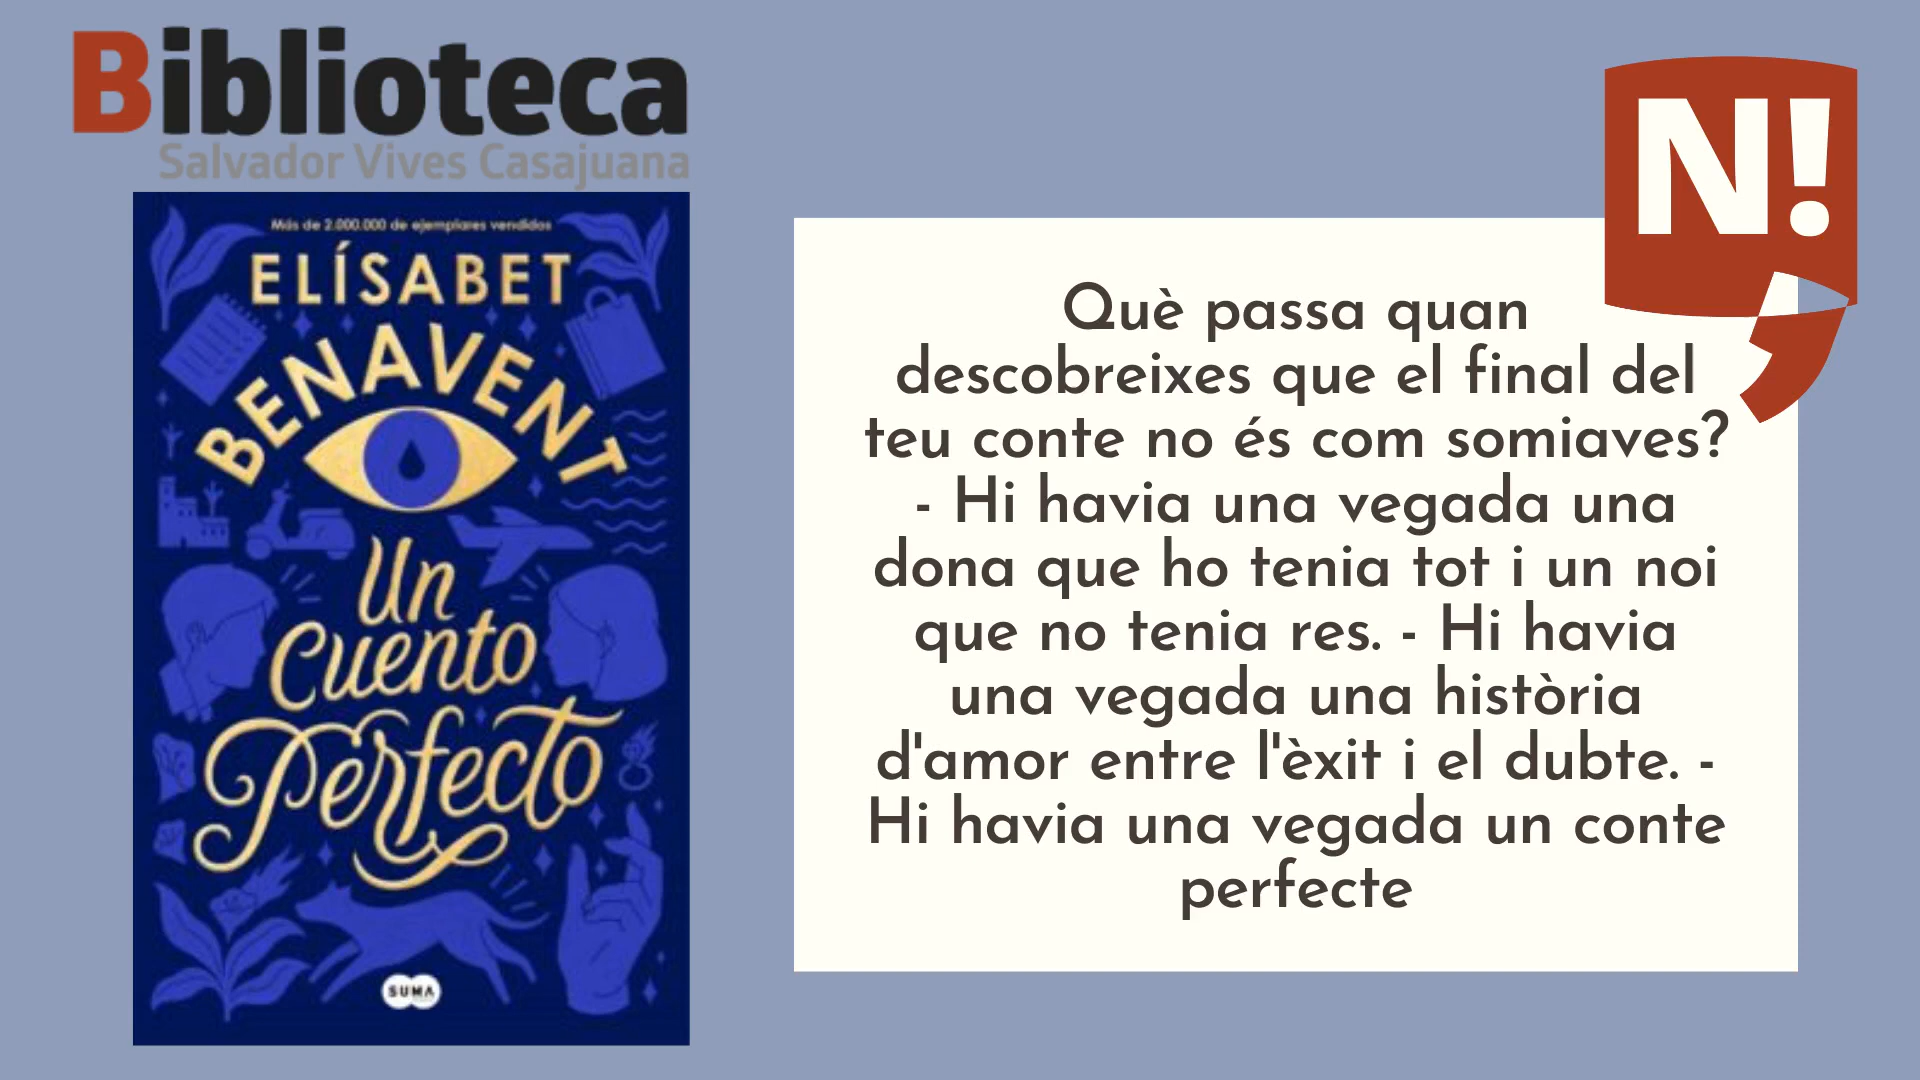 Biblioteca
Salvador Vives Casajuana
Más de 2.000.000 de ejemplares vendidos
ELÍSABET
BENAVENT
Un
Cuento
Perfecto
SUMA
N!
Què passa quan
descobreixes que el final del
teu conte no és com somiaves?
- Hi havia una vegada una
dona que ho tenia tot i un noi
que no tenia res. - Hi havia
una vegada una història
d'amor entre l'èxit i el dubte. -
Hi havia una vegada un conte
perfecte